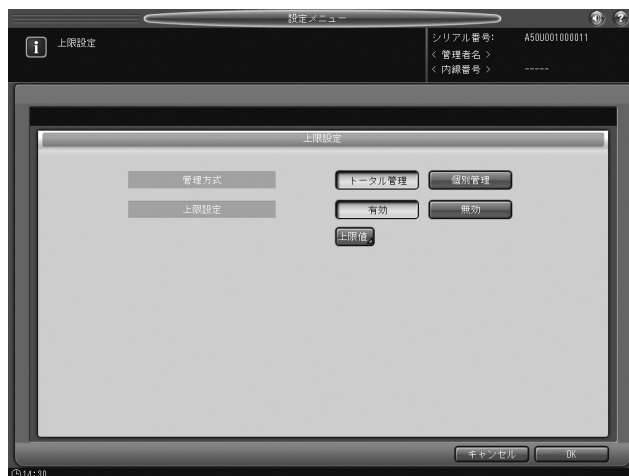 設定メニュー
i 上限設定
シリアル番号: A50U001000011
< 管理者名 >
< 内線番号 > -----
上限設定
管理方式 トータル管理 個別管理
上限設定 有効 無効
上限値
キャンセル OK
14:30